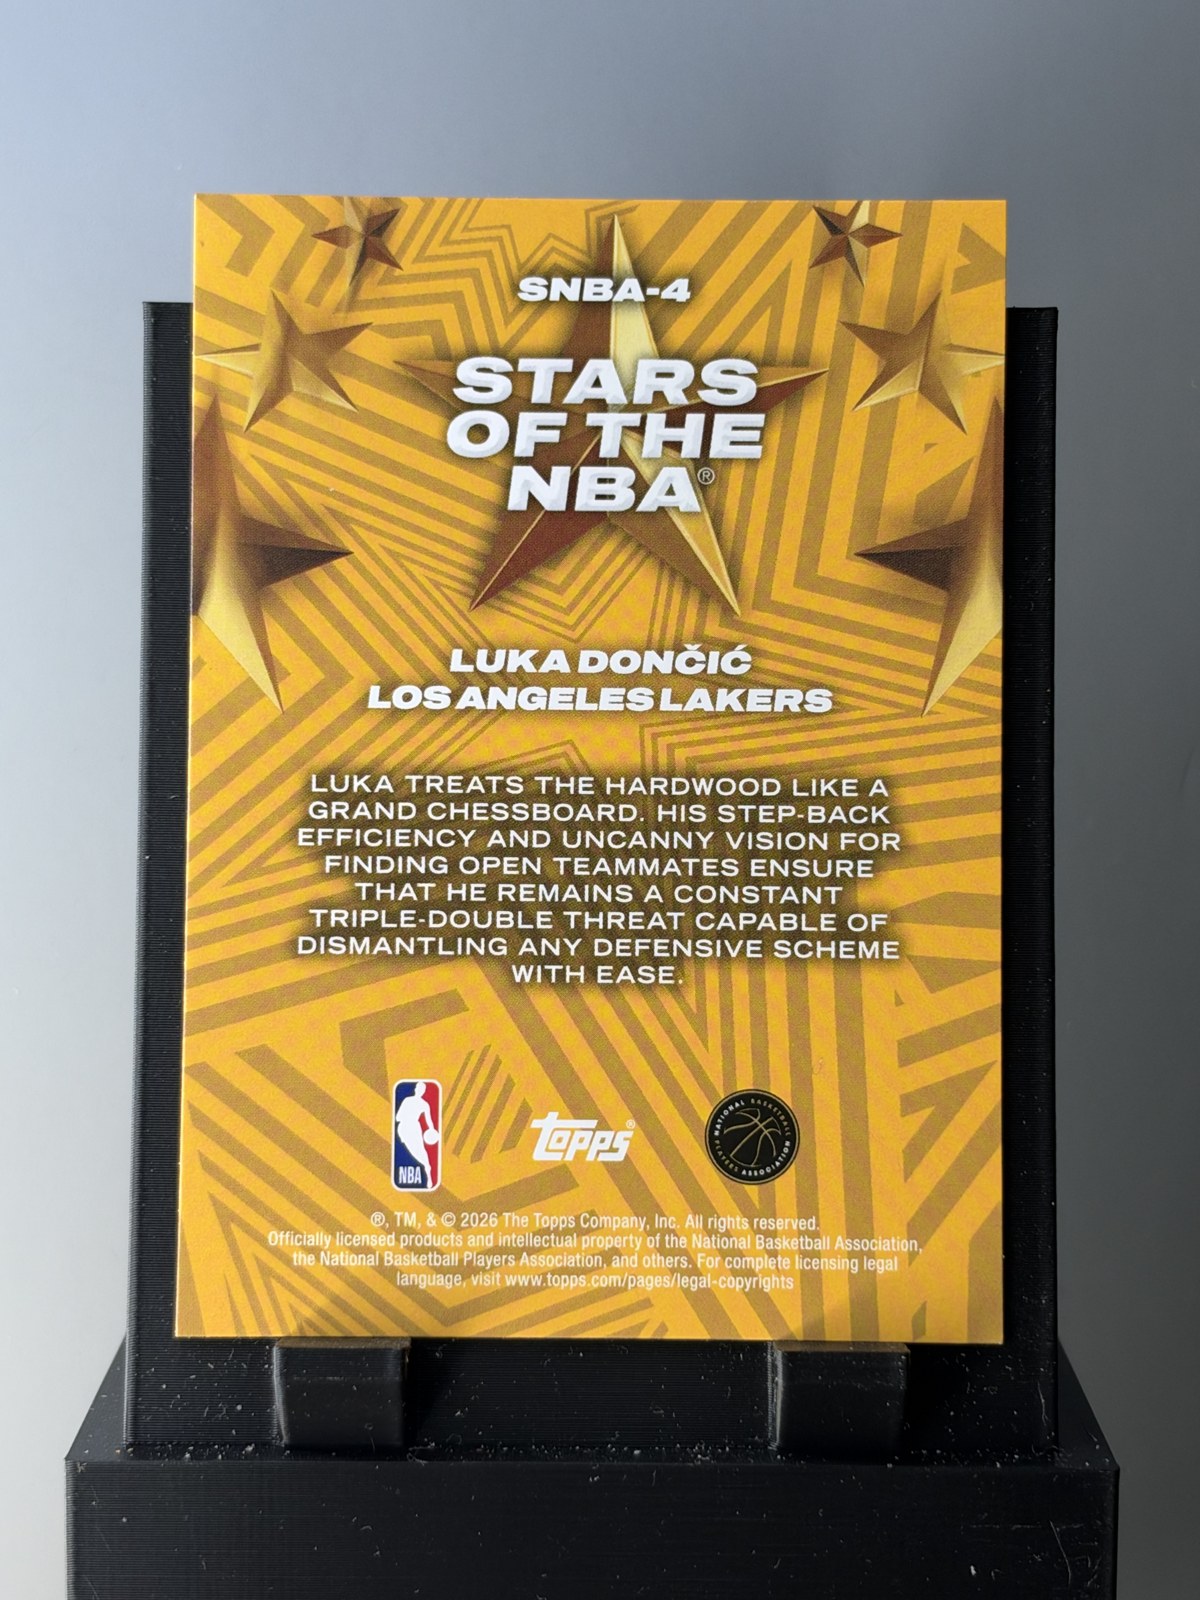 SNBA-4
STARS
OF THE
NBA®
LUKA DONČIĆ
LOS ANGELES LAKERS
LUKA TREATS THE HARDWOOD LIKE A
GRAND CHESSBOARD. HIS STEP-BACK
EFFICIENCY AND UNCANNY VISION FOR
FINDING OPEN TEAMMATES ENSURE
THAT HE REMAINS A CONSTANT
TRIPLE-DOUBLE THREAT CAPABLE OF
DISMANTLING ANY DEFENSIVE SCHEME
WITH EASE.
NBA
topps®
NATIONAL BASKETBALL
PLAYERS ASSOCIATION
®, TM, & © 2026 The Topps Company, Inc. All rights reserved.
Officially licensed products and intellectual property of the National Basketball Association,
the National Basketball Players Association, and others. For complete licensing legal
language, visit www.topps.com/pages/legal-copyrights